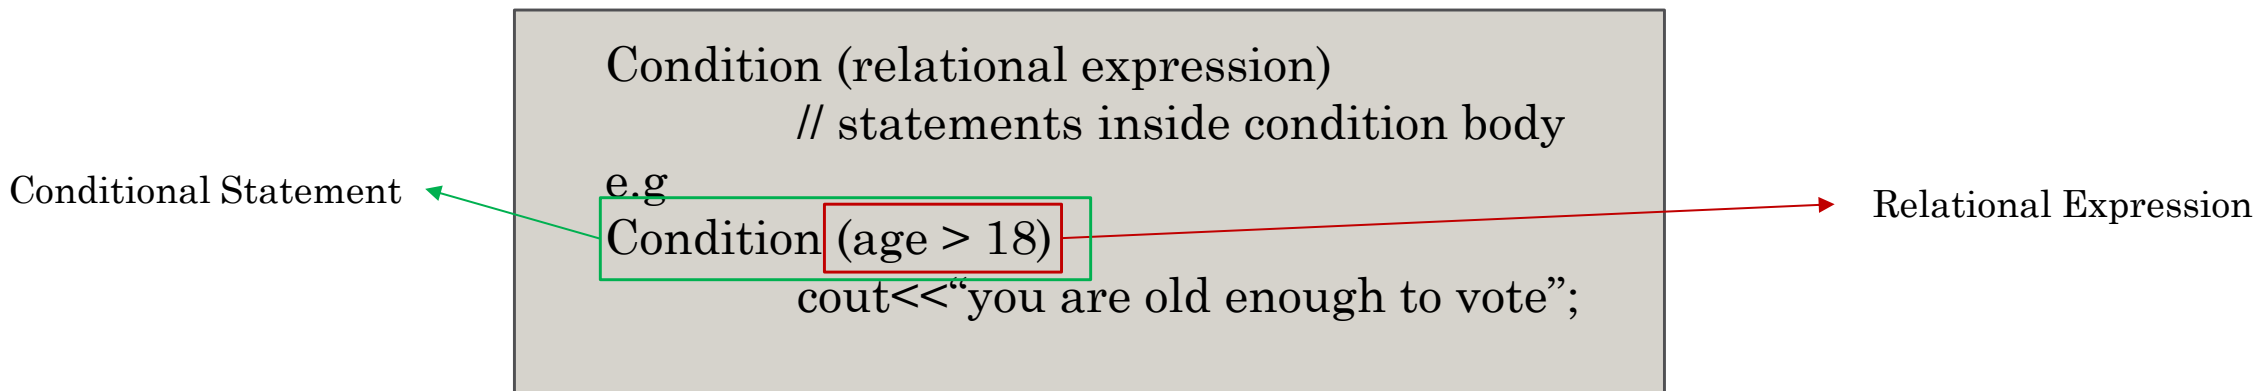 Condition (relational expression)
// statements inside condition body
e.g
Conditional Statement
Condition (age > 18)
Relational Expression
cout<<“you are old enough to vote”;